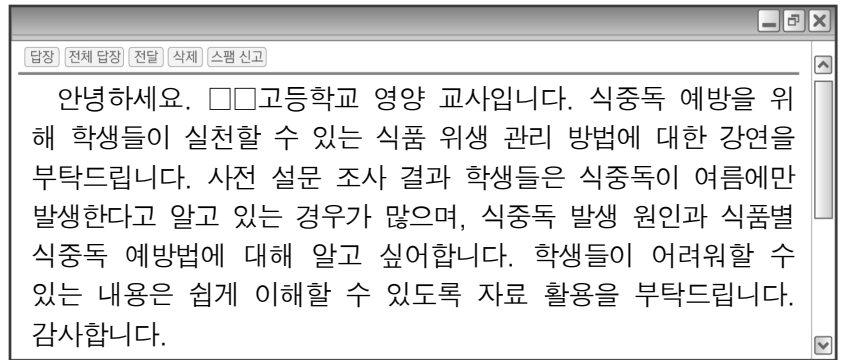 답장 전체 답장 전달 삭제 스팸 신고
안녕하세요. □□고등학교 영양 교사입니다. 식중독 예방을 위
해 학생들이 실천할 수 있는 식품 위생 관리 방법에 대한 강연을
부탁드립니다. 사전 설문 조사 결과 학생들은 식중독이 여름에만
발생한다고 알고 있는 경우가 많으며, 식중독 발생 원인과 식품별
식중독 예방법에 대해 알고 싶어합니다. 학생들이 어려워할 수
있는 내용은 쉽게 이해할 수 있도록 자료 활용을 부탁드립니다.
감사합니다.